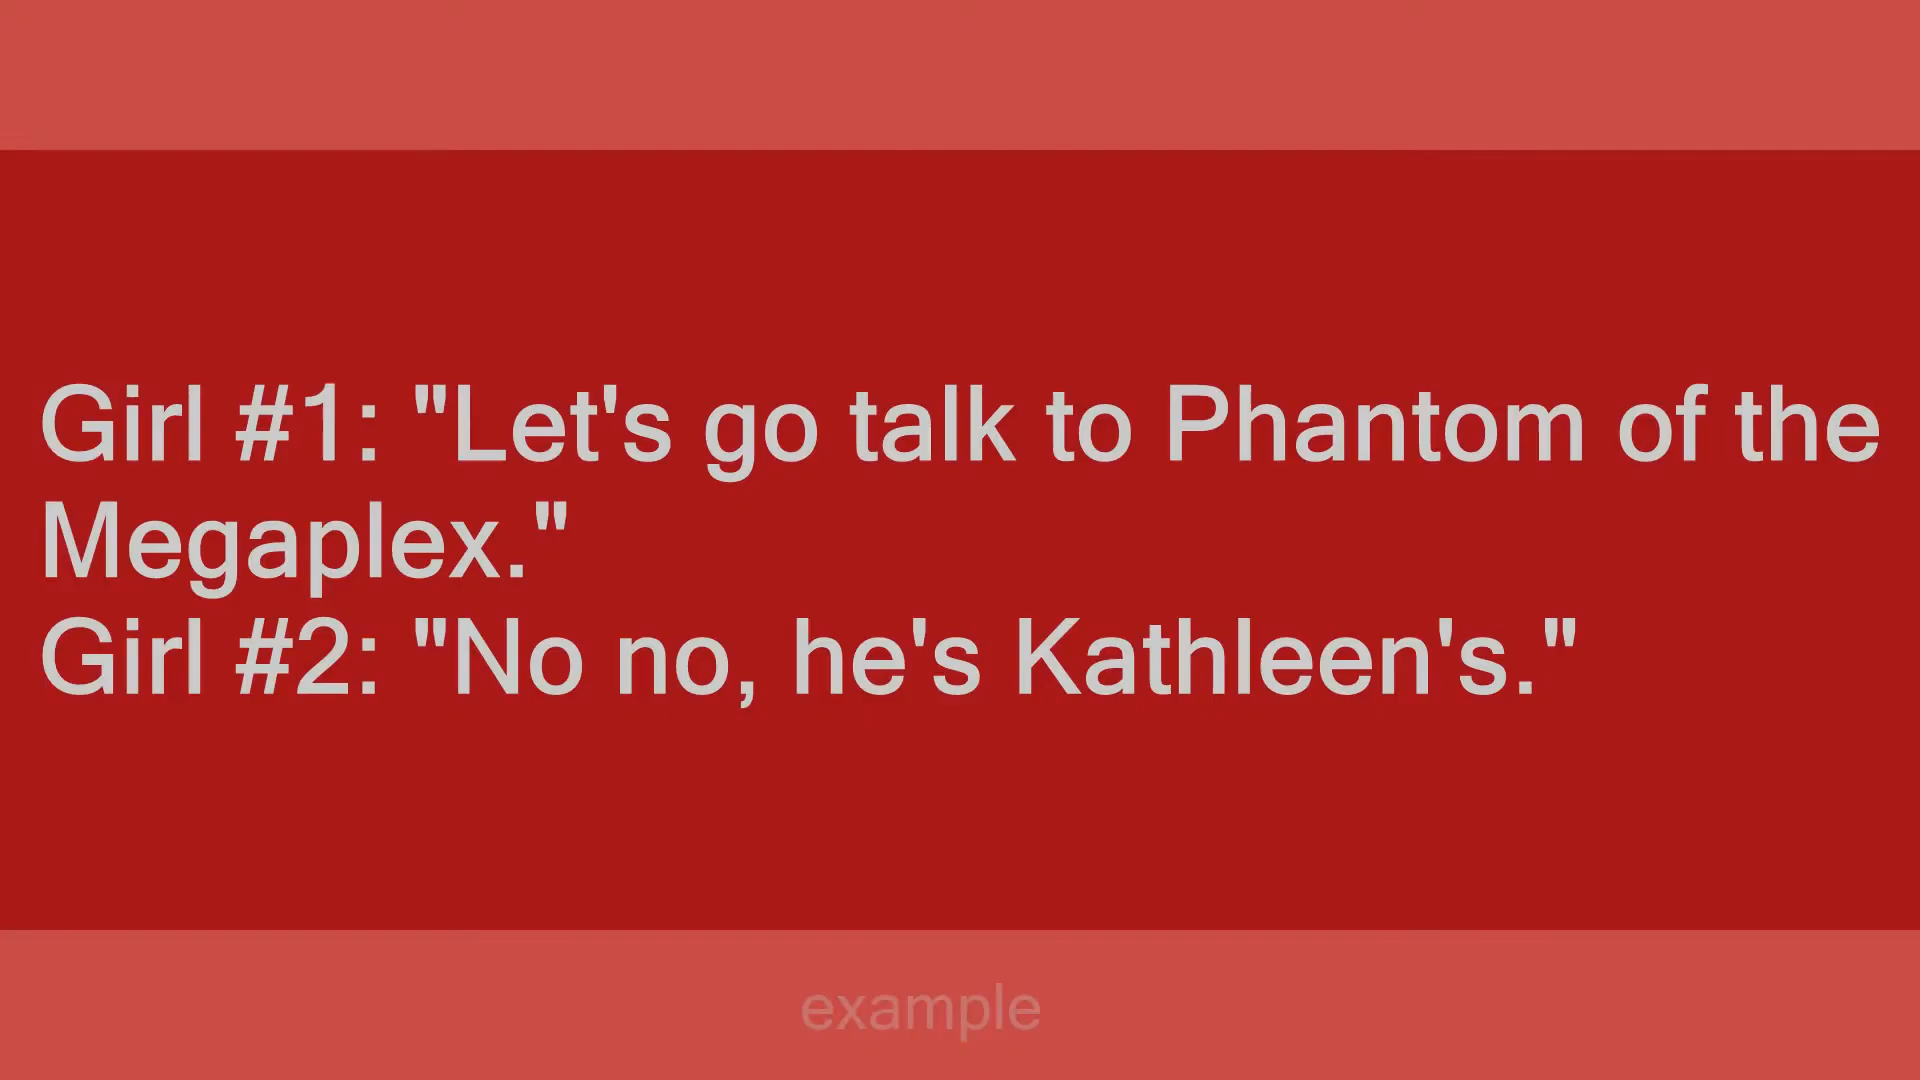 Girl #1: "Let's go talk to Phantom of the
Megaplex."
Girl #2: "No no, he's Kathleen's."
example